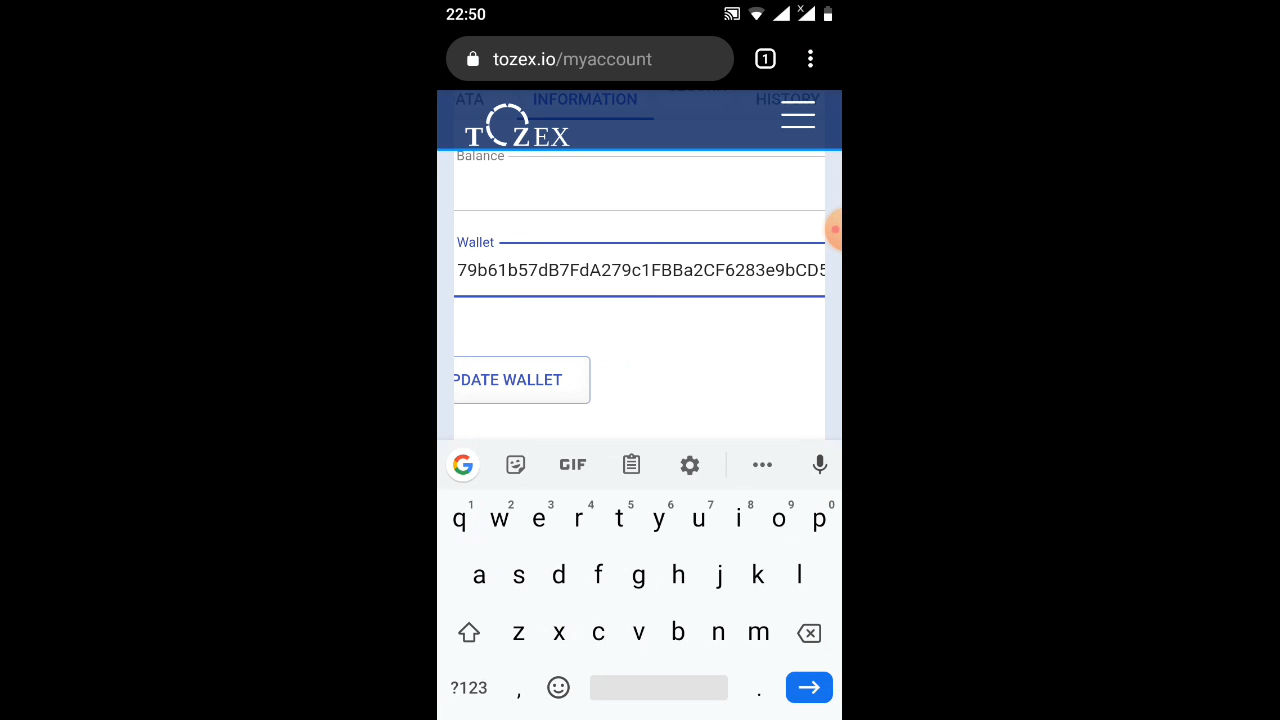 22:50
tozex.io/myaccount
1
ATA INFORMATION HISTORY
TOZEX
Balance
Wallet
79b61b57dB7FdA279c1FBBa2CF6283e9bCD5
PDATE WALLET
G GIF
1 2 3 4 5 6 7 8 9 0
q w e r t y u i o p
a s d f g h j k l
z x c v b n m
?123 , .